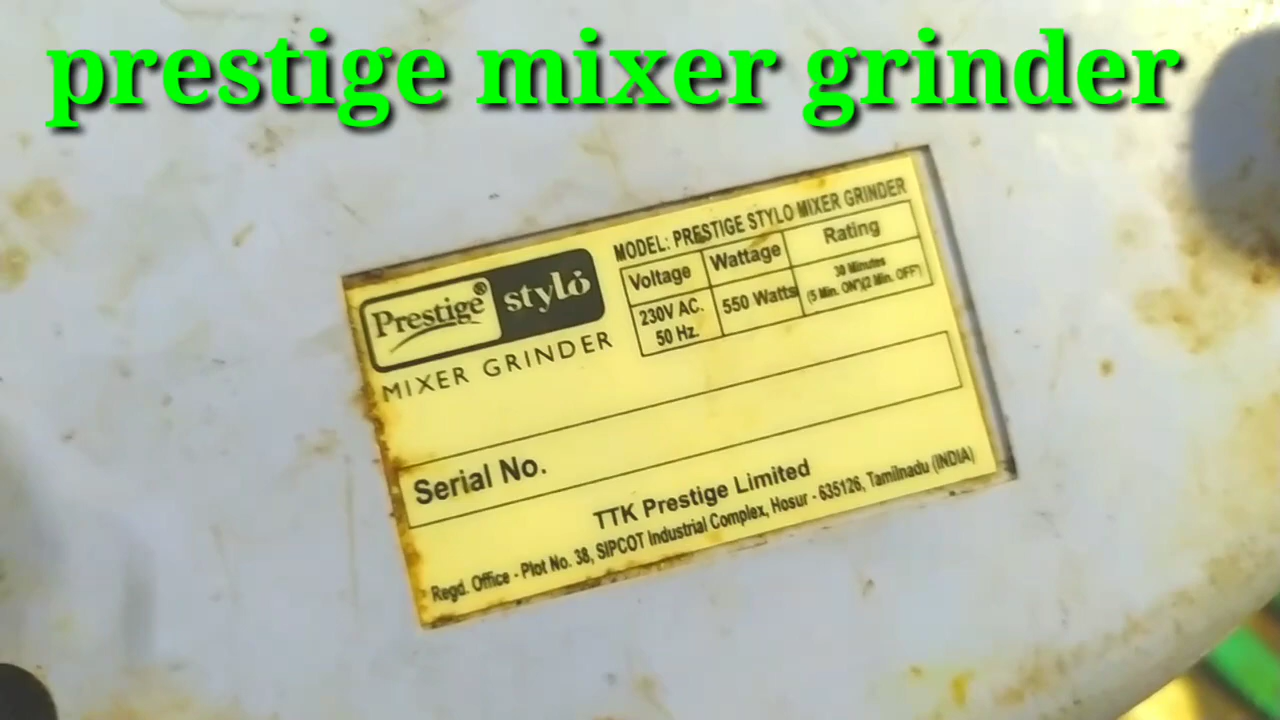 prestige mixer grinder
Prestige® stylo
MIXER GRINDER
MODEL: PRESTIGE STYLO MIXER GRINDER
Voltage Wattage Rating
230V AC. 50 Hz. 550 Watts 30 Minutes (5 Min. ON*)(2 Min. OFF*)
Serial No.
TTK Prestige Limited
Regd. Office - Plot No. 38, SIPCOT Industrial Complex, Hosur - 635126, Tamilnadu (INDIA)